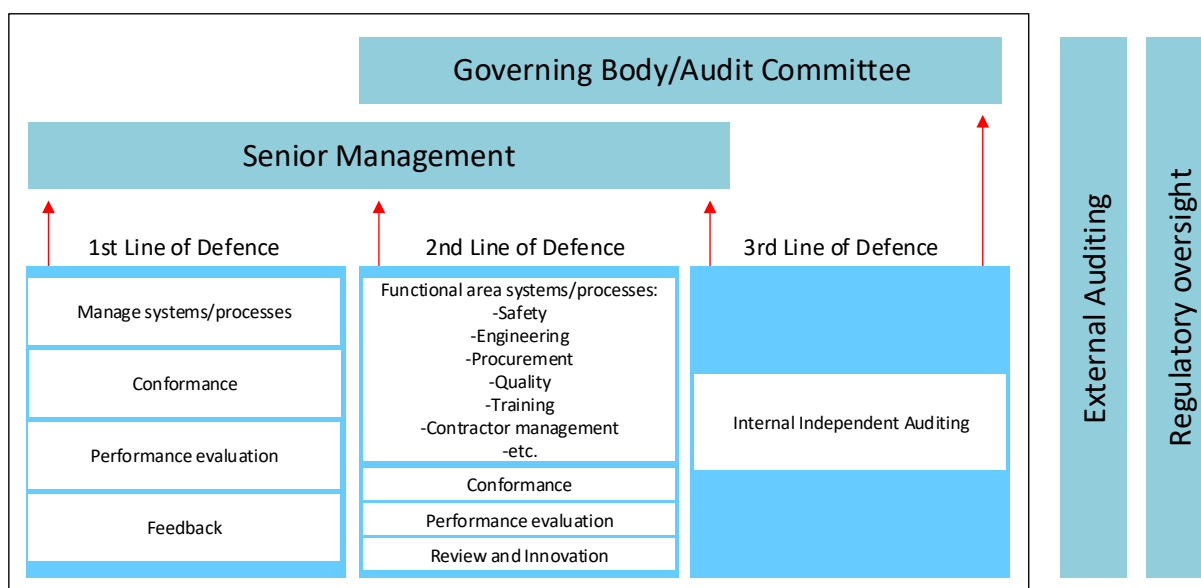 Governing Body/Audit Committee
Senior Management
1st Line of Defence
2nd Line of Defence
3rd Line of Defence
Manage systems/processes
Conformance
Performance evaluation
Feedback
Functional area systems/processes:
-Safety
-Engineering
-Procurement
-Quality
-Training
-Contractor management
-etc.
Conformance
Performance evaluation
Review and Innovation
Internal Independent Auditing
External Auditing
Regulatory oversight